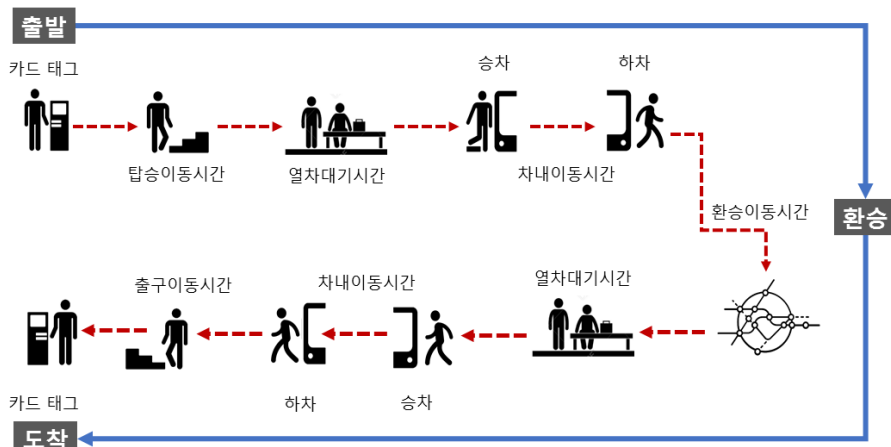 출발
카드 태그
승차
하차
탑승이동시간
열차대기시간
차내이동시간
환승이동시간
환승
열차대기시간
차내이동시간
출구이동시간
카드 태그
하차
승차
도착